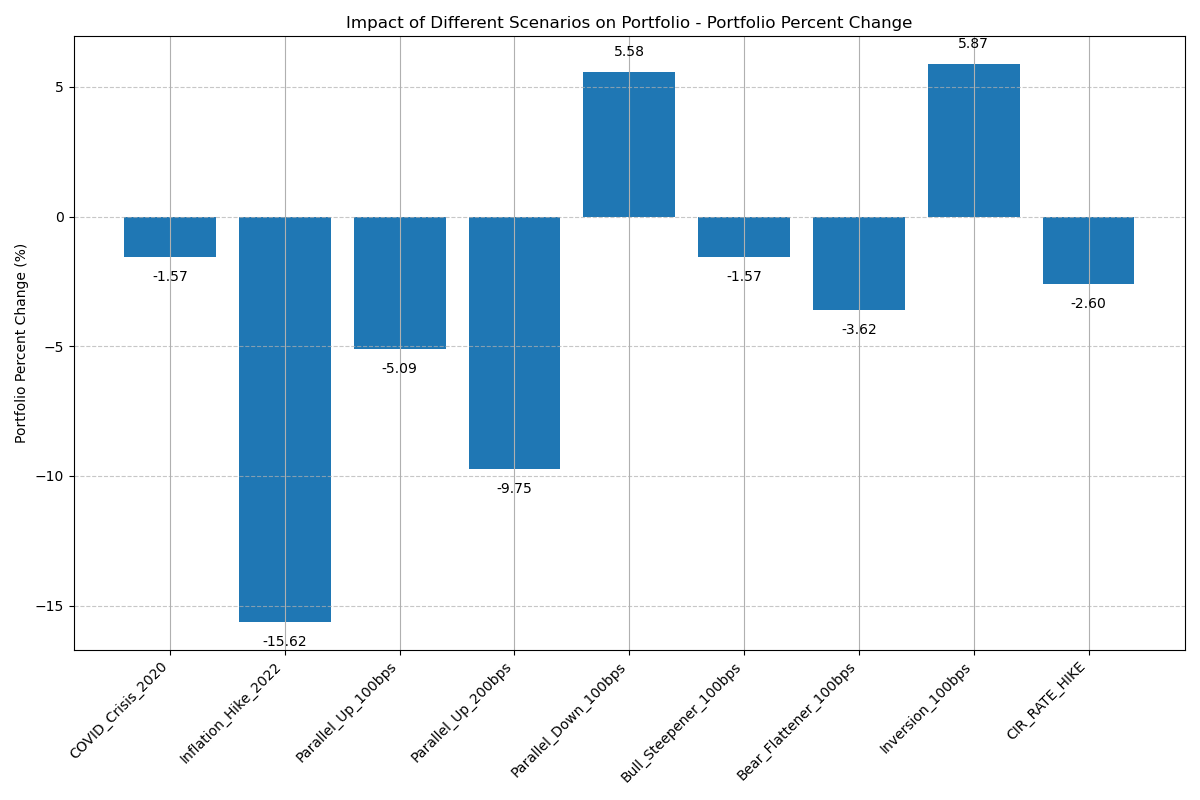 Impact of Different Scenarios on Portfolio - Portfolio Percent Change
Portfolio Percent Change (%)
5
0
−5
−10
−15
-1.57
-15.62
-5.09
-9.75
5.58
-1.57
-3.62
5.87
-2.60
COVID_Crisis_2020
Inflation_Hike_2022
Parallel_Up_100bps
Parallel_Up_200bps
Parallel_Down_100bps
Bull_Steepener_100bps
Bear_Flattener_100bps
Inversion_100bps
CIR_RATE_HIKE